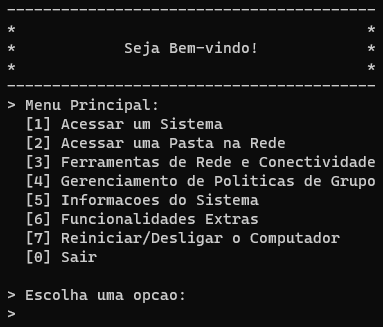 -----------------------------------------
*                                       *
*            Seja Bem-vindo!            *
*                                       *
-----------------------------------------
> Menu Principal:
  [1] Acessar um Sistema
  [2] Acessar uma Pasta na Rede
  [3] Ferramentas de Rede e Conectividade
  [4] Gerenciamento de Politicas de Grupo
  [5] Informacoes do Sistema
  [6] Funcionalidades Extras
  [7] Reiniciar/Desligar o Computador
  [0] Sair

> Escolha uma opcao:
>